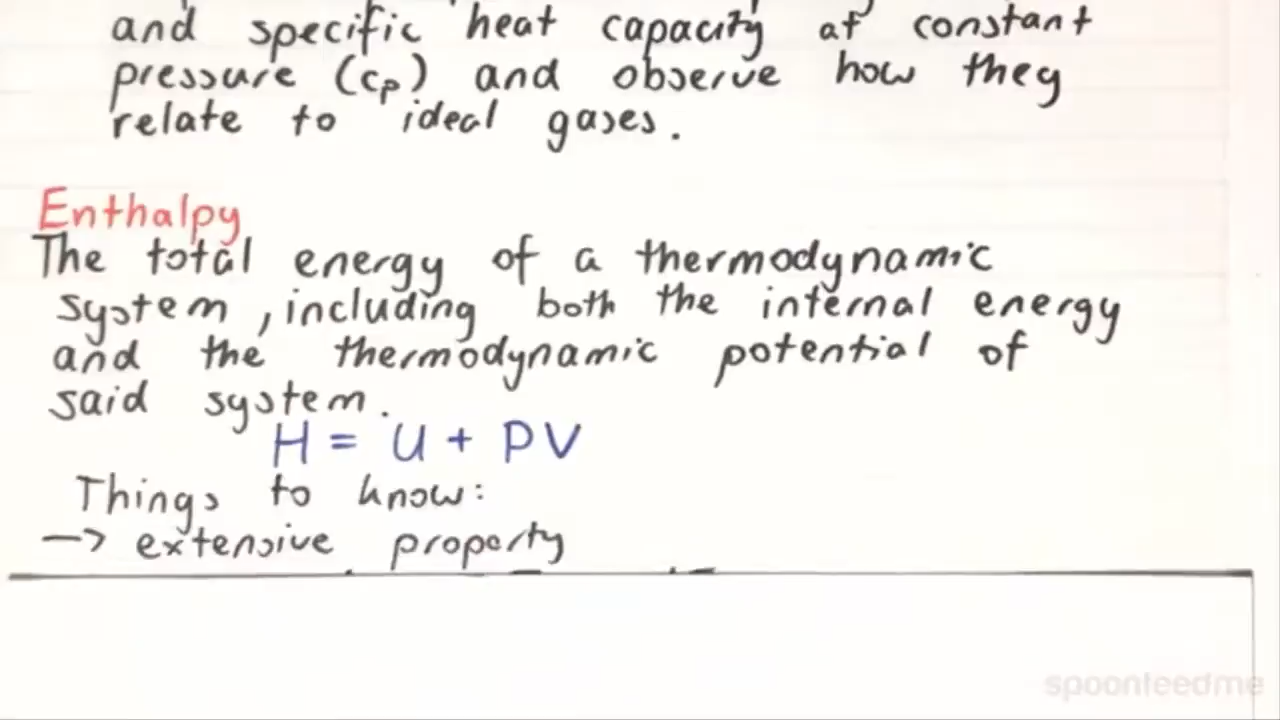 and specific heat capacity at constant
pressure (cp) and observe how they
relate to ideal gases.
Enthalpy
The total energy of a thermodynamic
system, including both the internal energy
and the thermodynamic potential of
said system.
H = U + PV
Things to know:
→ extensive property
spoonfeedme